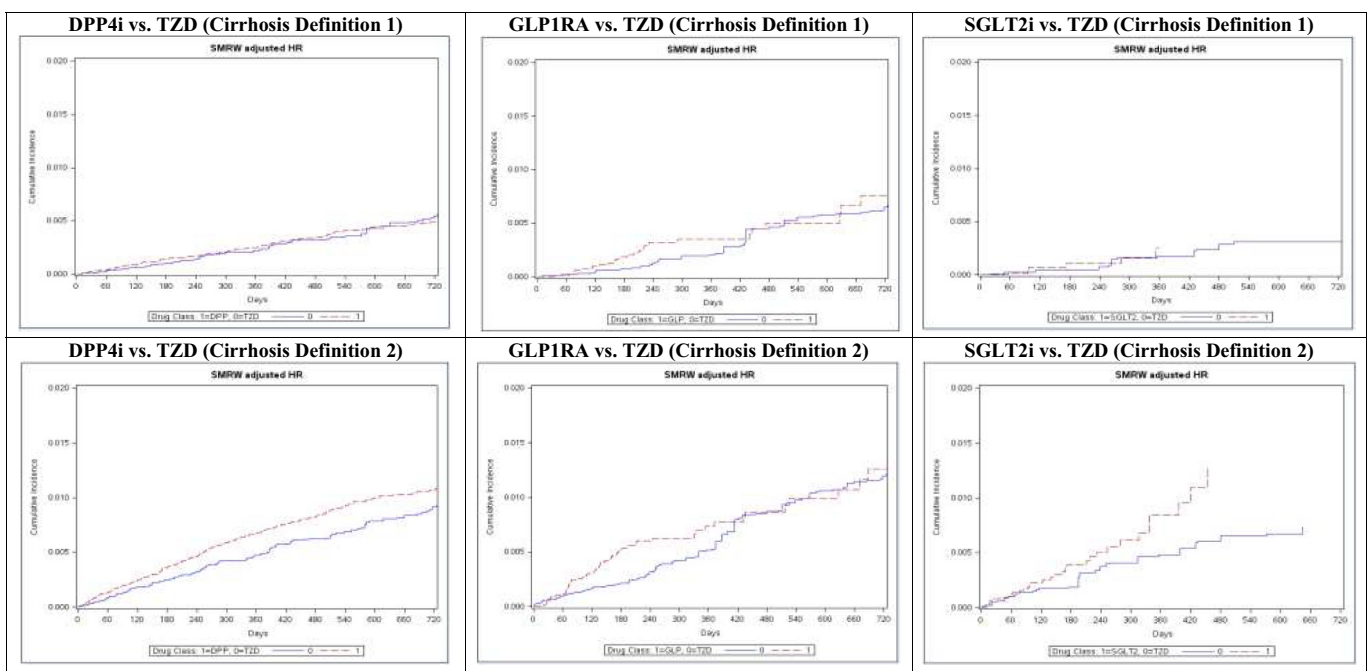 DPP4i vs. TZD (Cirrhosis Definition 1)
SMRW adjusted HR
0.020
0.015
0.010
0.005
0.000
Cumulative Incidence
0 60 120 180 240 300 360 420 480 540 600 660 720
Days
Drug Class: 1=DPP, 0=TZD 0 1
GLP1RA vs. TZD (Cirrhosis Definition 1)
SMRW adjusted HR
0.020
0.015
0.010
0.005
0.000
Cumulative Incidence
0 60 120 180 240 300 360 420 480 540 600 660 720
Days
Drug Class: 1=GLP, 0=TZD 0 1
SGLT2i vs. TZD (Cirrhosis Definition 1)
SMRW adjusted HR
0.020
0.015
0.010
0.005
0.000
Cumulative Incidence
0 60 120 180 240 300 360 420 480 540 600 660 720
Days
Drug Class: 1=SGLT2, 0=TZD 0 1
DPP4i vs. TZD (Cirrhosis Definition 2)
SMRW adjusted HR
0.020
0.015
0.010
0.005
0.000
Cumulative Incidence
0 60 120 180 240 300 360 420 480 540 600 660 720
Days
Drug Class: 1=DPP, 0=TZD 0 1
GLP1RA vs. TZD (Cirrhosis Definition 2)
SMRW adjusted HR
0.020
0.015
0.010
0.005
0.000
Cumulative Incidence
0 60 120 180 240 300 360 420 480 540 600 660 720
Days
Drug Class: 1=GLP, 0=TZD 0 1
SGLT2i vs. TZD (Cirrhosis Definition 2)
SMRW adjusted HR
0.020
0.015
0.010
0.005
0.000
Cumulative Incidence
0 60 120 180 240 300 360 420 480 540 600 660 720
Days
Drug Class: 1=SGLT2, 0=TZD 0 1